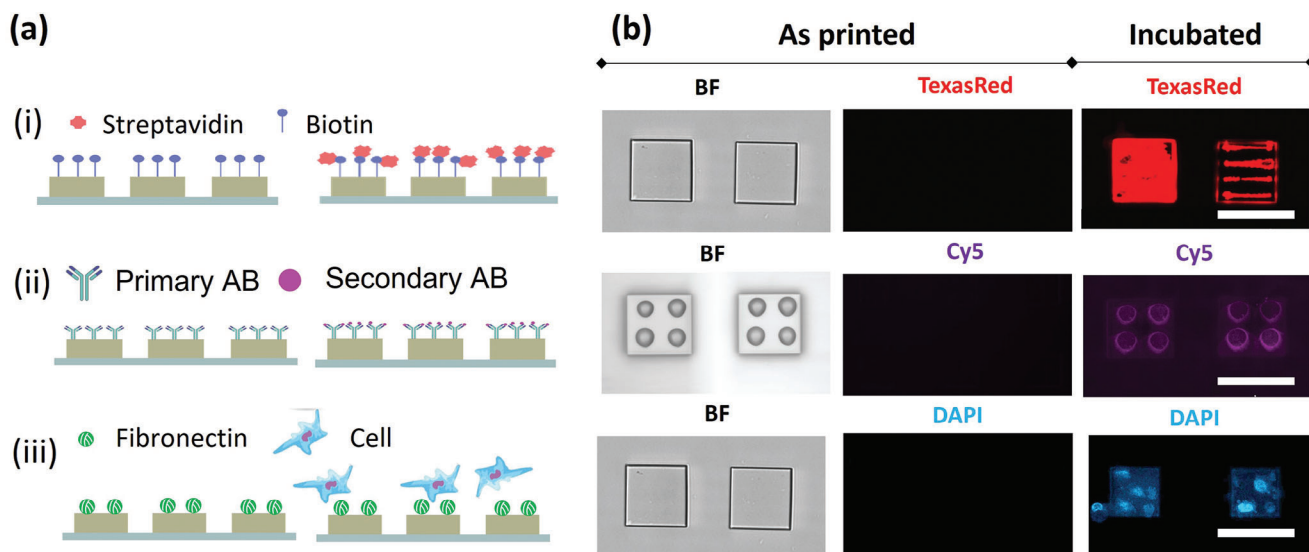 (a)
(i) Streptavidin Biotin
(ii) Primary AB Secondary AB
(iii) Fibronectin Cell
(b)
As printed Incubated
BF TexasRed TexasRed
BF Cy5 Cy5
BF DAPI DAPI